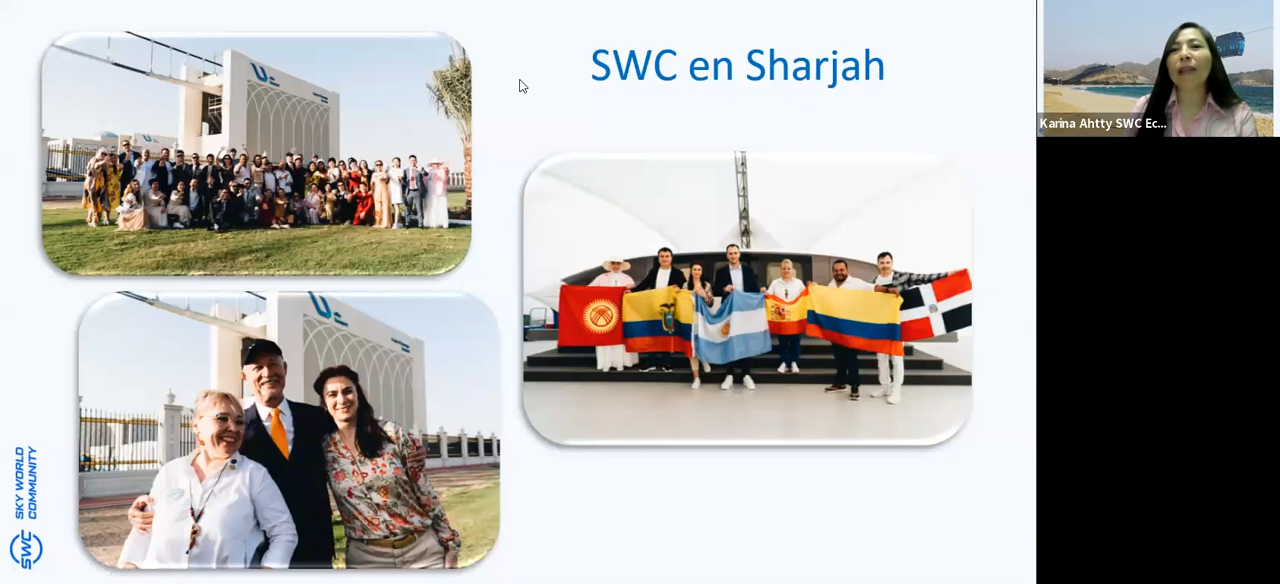 SWC en Sharjah
Karina Ahtty SWC Ec...
SWC
SKY WORLD
COMMUNITY